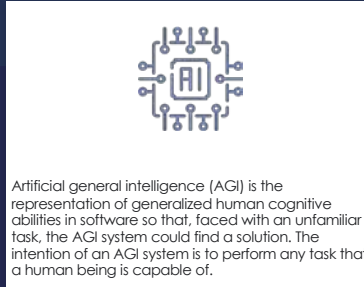 AI
Artificial general intelligence (AGI) is the
representation of generalized human cognitive
abilities in software so that, faced with an unfamiliar
task, the AGI system could find a solution. The
intention of an AGI system is to perform any task that
a human being is capable of.